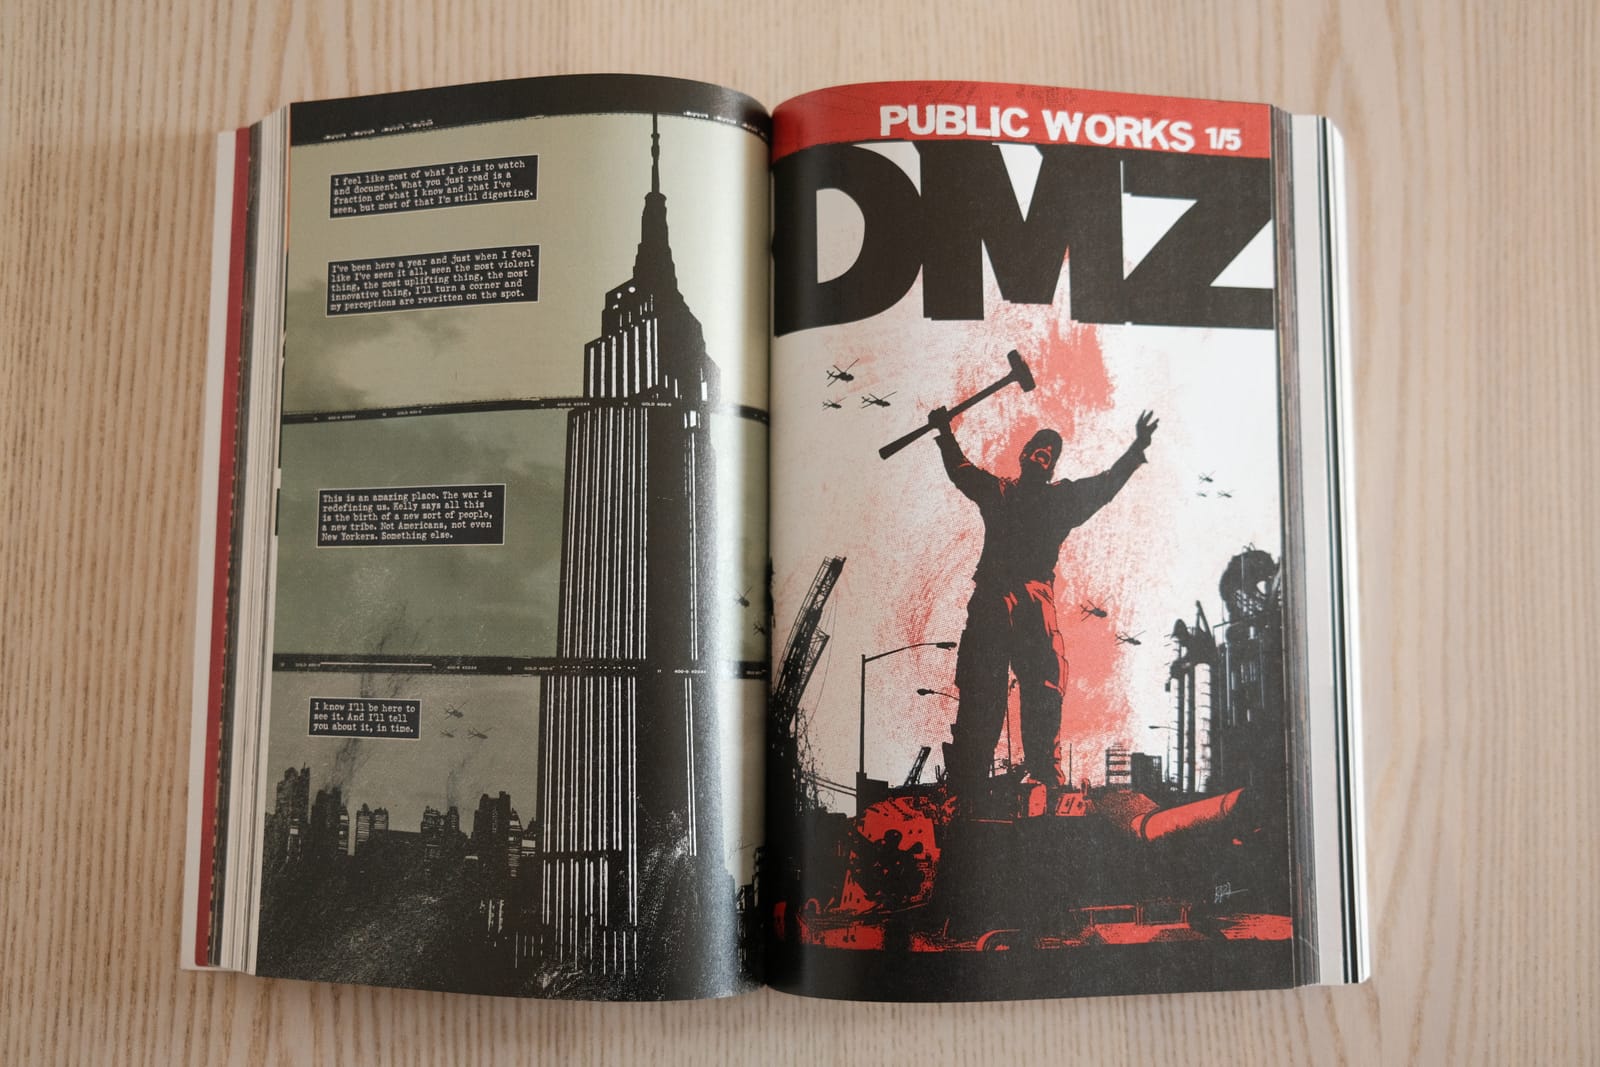 I feel like most of what I do is to watch
and document. What you just read is a
fraction of what I know and what I've
seen, but most of that I'm still digesting.
I've been here a year and just when I feel
like I've seen it all, seen the most violent
thing, the most uplifting thing, the most
innovative thing, I'll turn a corner and
my perceptions are rewritten on the spot.
This is an amazing place. The war is
redefining us. Kelly says all this
is the birth of a new sort of people,
a new tribe. Not Americans, not even
New Yorkers. Something else.
I know I'll be here to
see it. And I'll tell
you about it, in time.
PUBLIC WORKS 1/5
DMZ